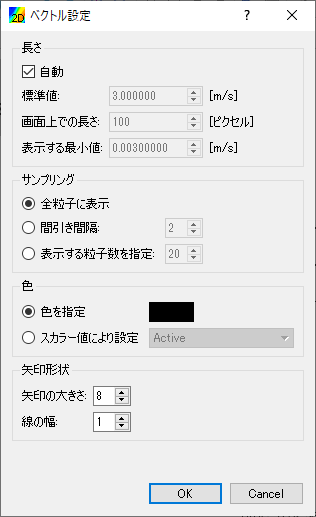 2D ベクトル設定
長さ
自動
標準値: 3.000000 [m/s]
画面上での長さ: 100 [ピクセル]
表示する最小値: 0.00300000 [m/s]
サンプリング
全粒子に表示
間引き間隔: 2
表示する粒子数を指定: 20
色
色を指定
スカラー値により設定 Active
矢印形状
矢印の大きさ: 8
線の幅: 1
OK Cancel